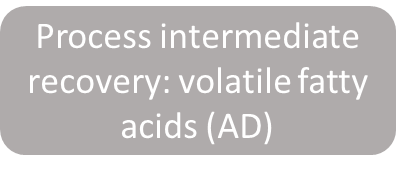 Process intermediate
recovery: volatile fatty
acids (AD)